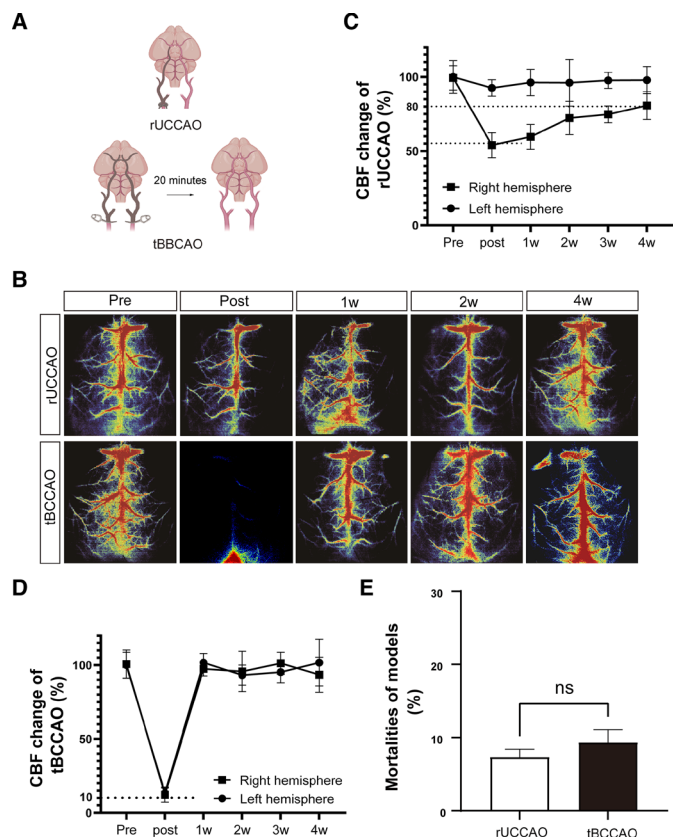 A
rUCCAO
20 minutes
tBBCAO
C
CBF change of
rUCCAO (%)
100
80
50
0
Right hemisphere
Left hemisphere
Pre post 1w 2w 3w 4w
B
Pre Post 1w 2w 4w
rUCCAO
tBCCAO
D
CBF change of
tBCCAO (%)
100
50
10
0
Right hemisphere
Left hemisphere
Pre post 1w 2w 3w 4w
E
Mortalities of models
(%)
30
20
10
0
ns
rUCCAO tBCCAO